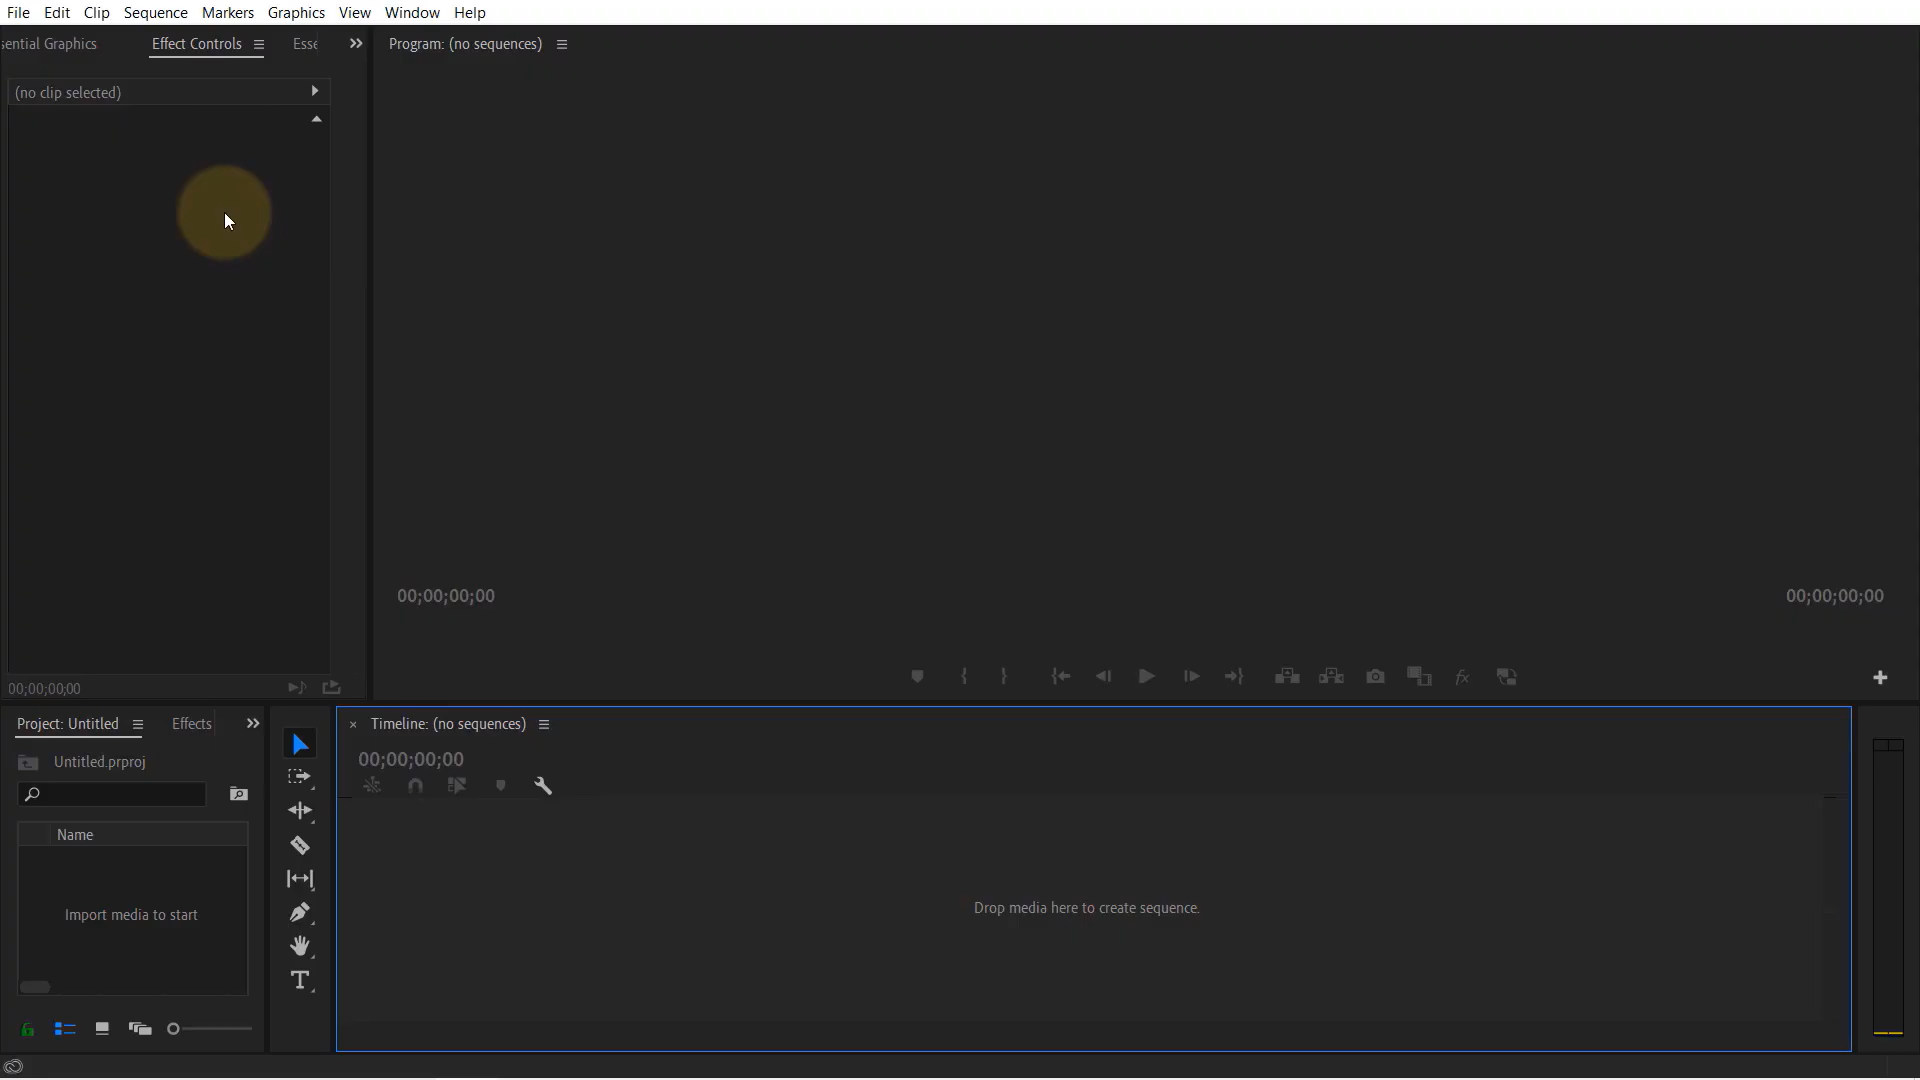 File Edit Clip Sequence Markers Graphics View Window Help
sential Graphics Effect Controls Esse
Program: (no sequences)
(no clip selected)
00;00;00;00 00;00;00;00
00;00;00;00
Project: Untitled Effects
Timeline: (no sequences)
Untitled.prproj
00;00;00;00
Name
Import media to start
Drop media here to create sequence.